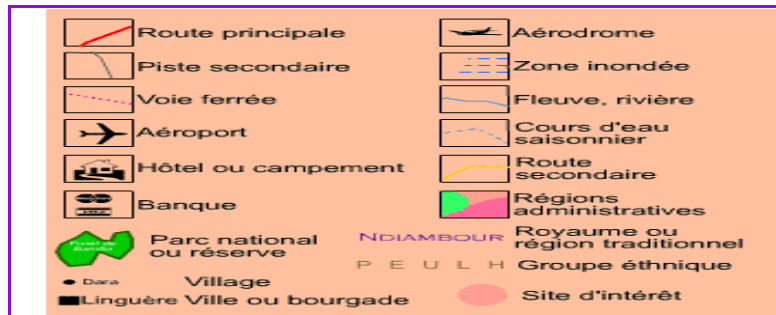 Route principale
Aérodrome
Piste secondaire
Zone inondée
Voie ferrée
Fleuve, rivière
Aéroport
Cours d'eau
saisonnier
Hôtel ou campement
Route
secondaire
Banque
Régions
administratives
Parc national
ou réserve
NDIAMBOUR
Royaume ou
région traditionnel
PEULH
Groupe éthnique
Dara
Village
Linguère
Ville ou bourgade
Site d'intérêt